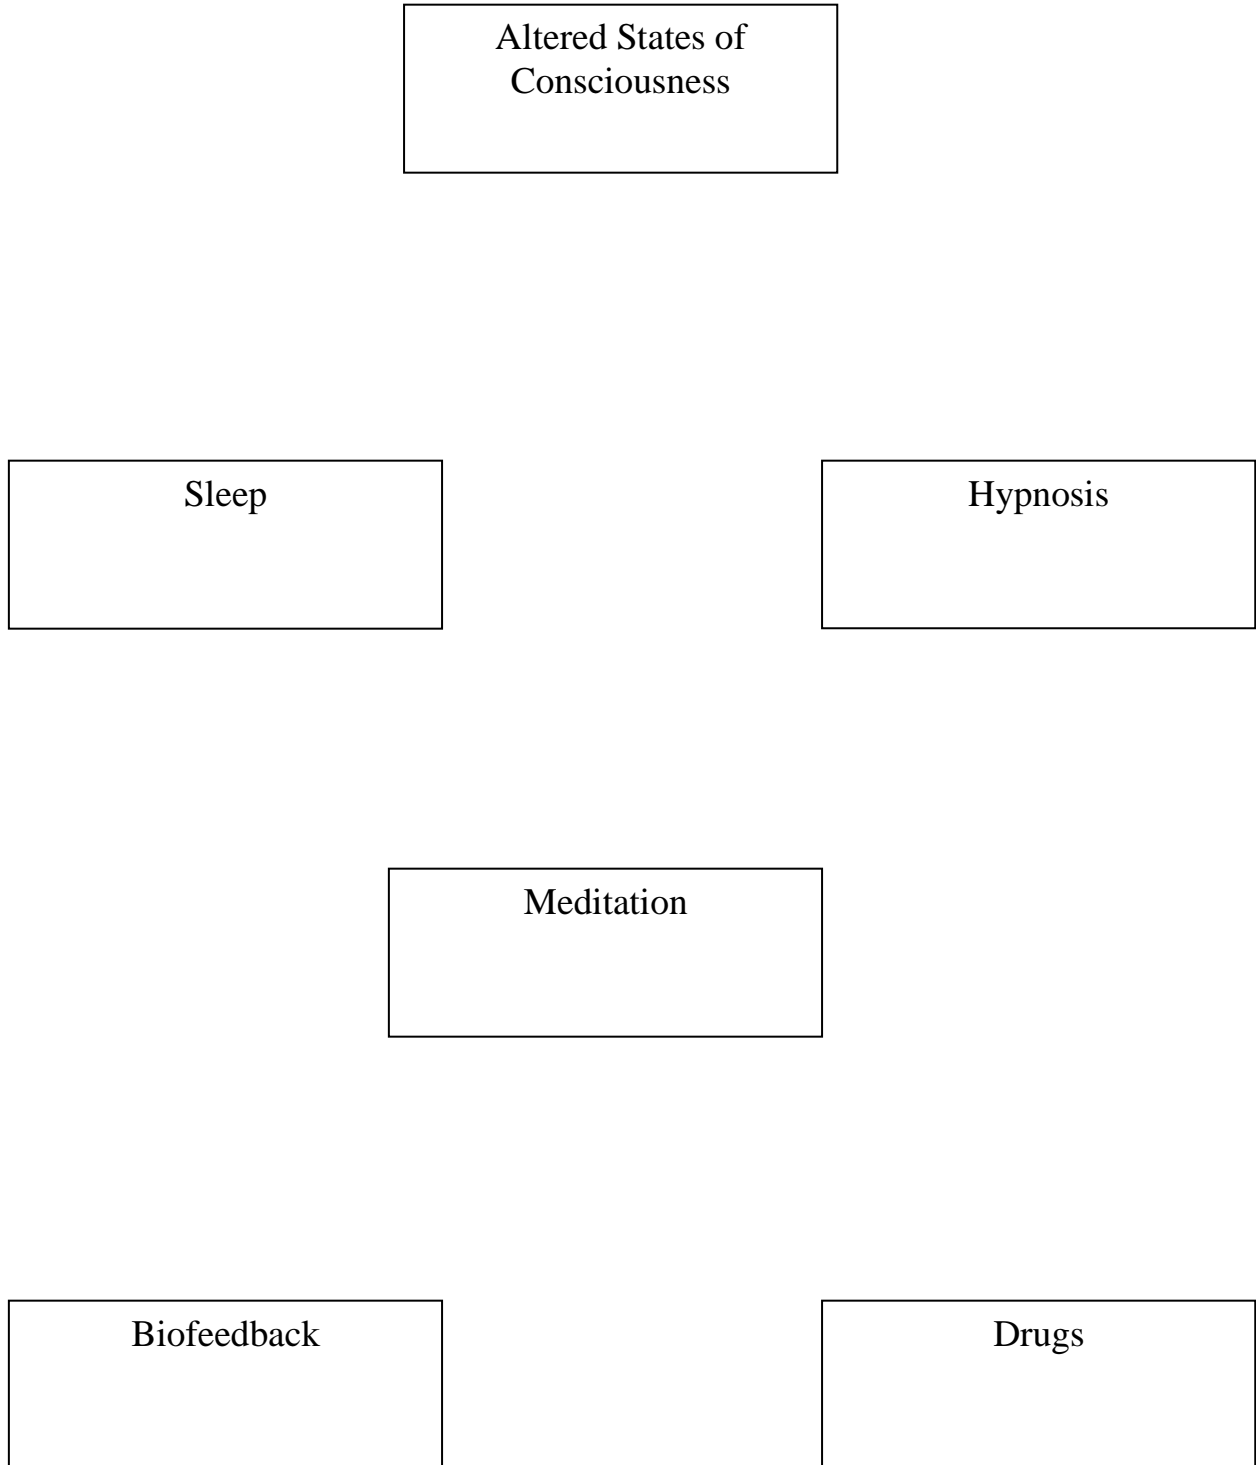 Altered States of
Consciousness
Sleep
Hypnosis
Meditation
Biofeedback
Drugs